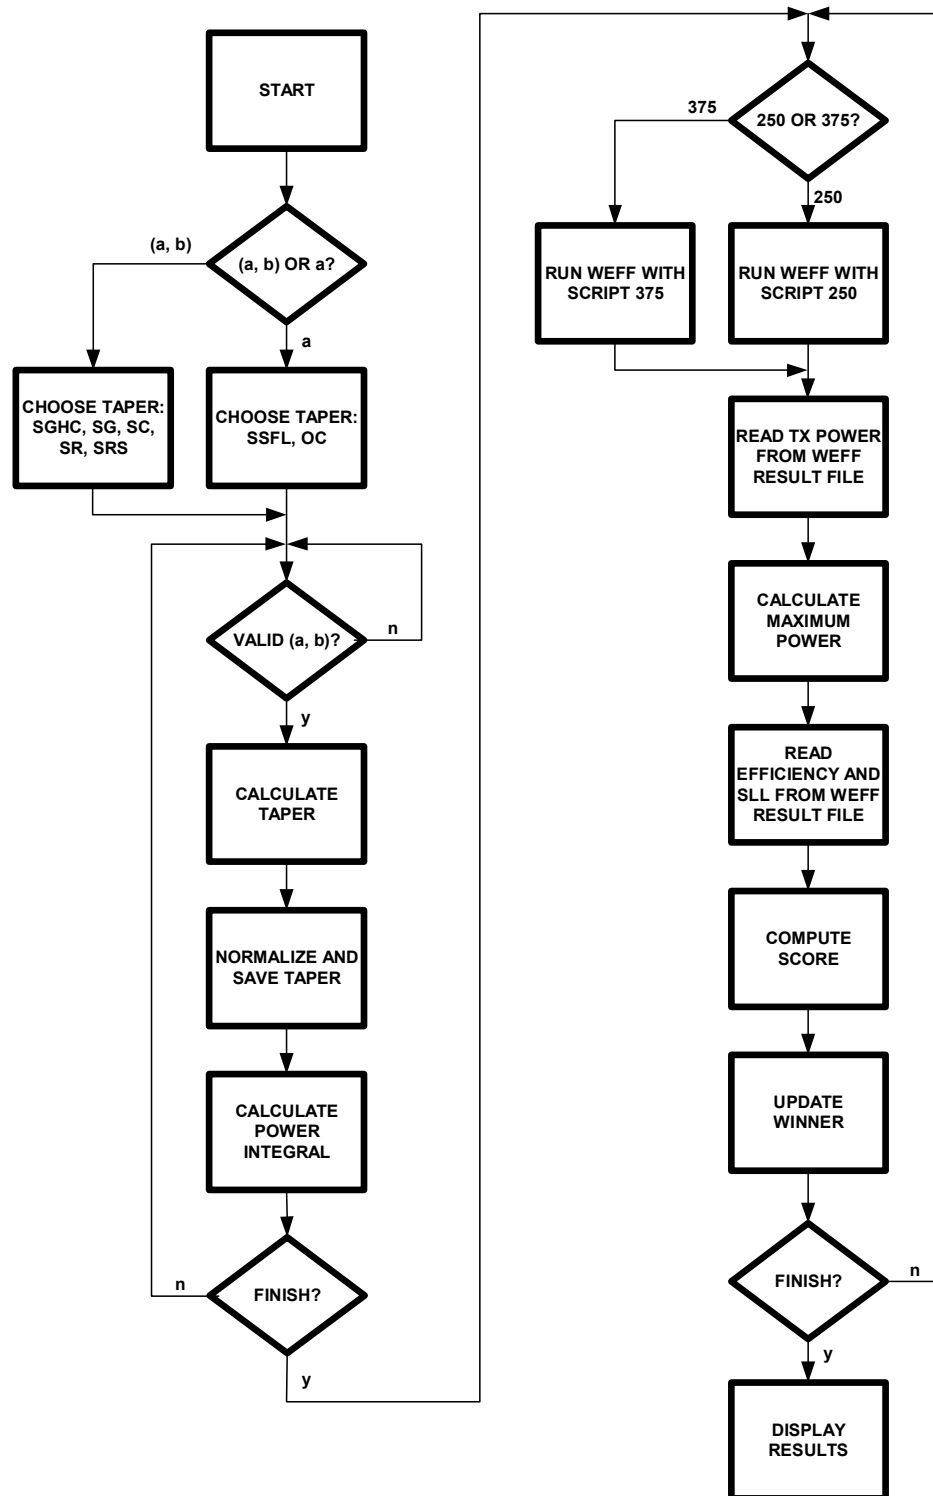 START
(a, b)
(a, b) OR a?
a
CHOOSE TAPER:
SGHC, SG, SC,
SR, SRS
CHOOSE TAPER:
SSFL, OC
VALID (a, b)?
n
y
CALCULATE
TAPER
NORMALIZE AND
SAVE TAPER
CALCULATE
POWER
INTEGRAL
n
FINISH?
y
375
250 OR 375?
250
RUN WEFF WITH
SCRIPT 375
RUN WEFF WITH
SCRIPT 250
READ TX POWER
FROM WEFF
RESULT FILE
CALCULATE
MAXIMUM
POWER
READ
EFFICIENCY AND
SLL FROM WEFF
RESULT FILE
COMPUTE
SCORE
UPDATE
WINNER
FINISH?
n
y
DISPLAY
RESULTS